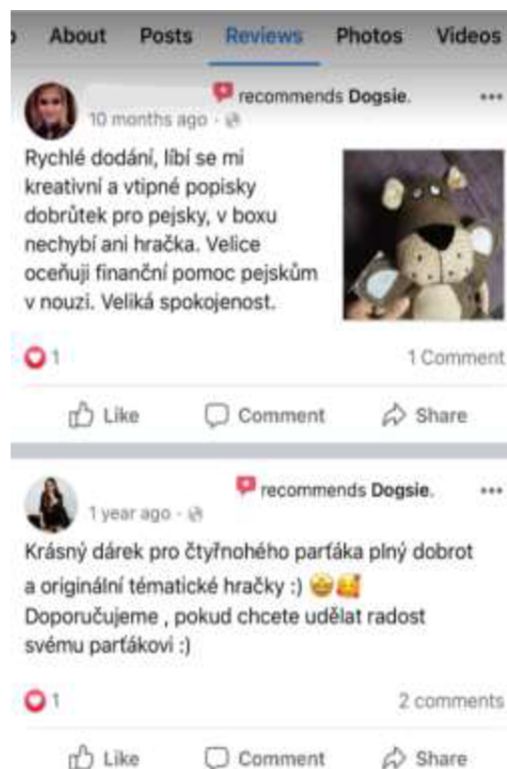 About Posts Reviews Photos Videos
recommends Dogsie.
10 months ago
Rychlé dodání, líbí se mi
kreativní a vtipné popisky
dobrůtek pro pejsky, v boxu
nechybí ani hračka. Velice
oceňuji finanční pomoc pejskům
v nouzi. Veliká spokojenost.
1
1 Comment
Like Comment Share
recommends Dogsie.
1 year ago
Krásný dárek pro čtyřnohého parťáka plný dobrot
a originální tématické hračky :) 🤩🥰
Doporučujeme , pokud chcete udělat radost
svému parťákovi :)
1
2 comments
Like Comment Share